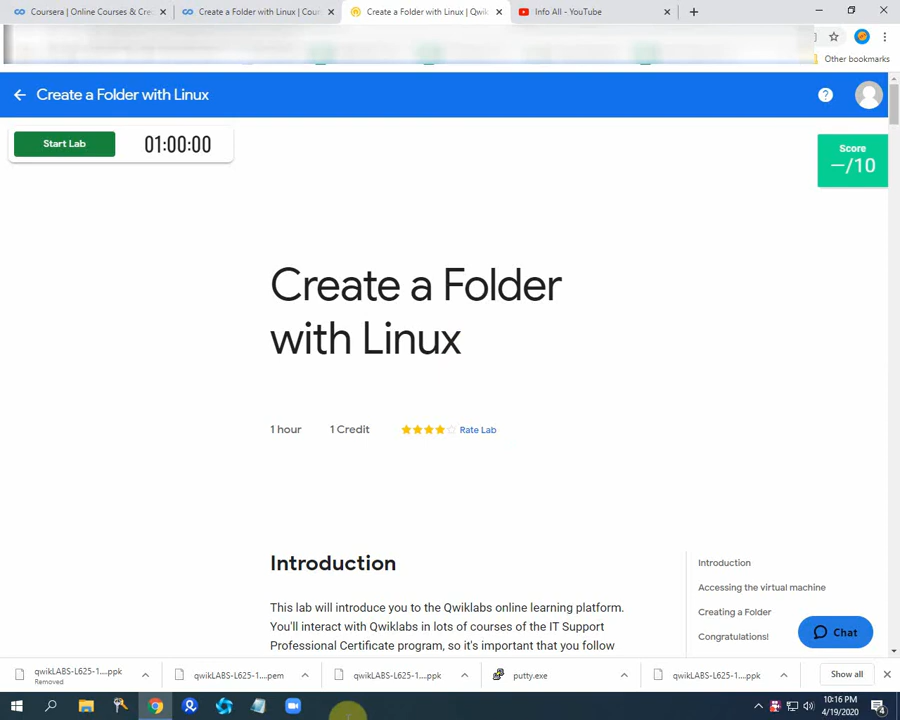 Coursera | Online Courses & Cre
Create a Folder with Linux | Cour
Create a Folder with Linux | Qwik
Info All - YouTube
Other bookmarks
Create a Folder with Linux
Start Lab
01:00:00
Score
—/10
Create a Folder
with Linux
1 hour
1 Credit
Rate Lab
Introduction
This lab will introduce you to the Qwiklabs online learning platform.
You'll interact with Qwiklabs in lots of courses of the IT Support
Professional Certificate program, so it's important that you follow
Introduction
Accessing the virtual machine
Creating a Folder
Congratulations!
Chat
qwikLABS-L625-1....ppk
Removed
qwikLABS-L625-1....pem
qwikLABS-L625-1....ppk
putty.exe
qwikLABS-L625-1....ppk
Show all
10:16 PM
4/19/2020
4